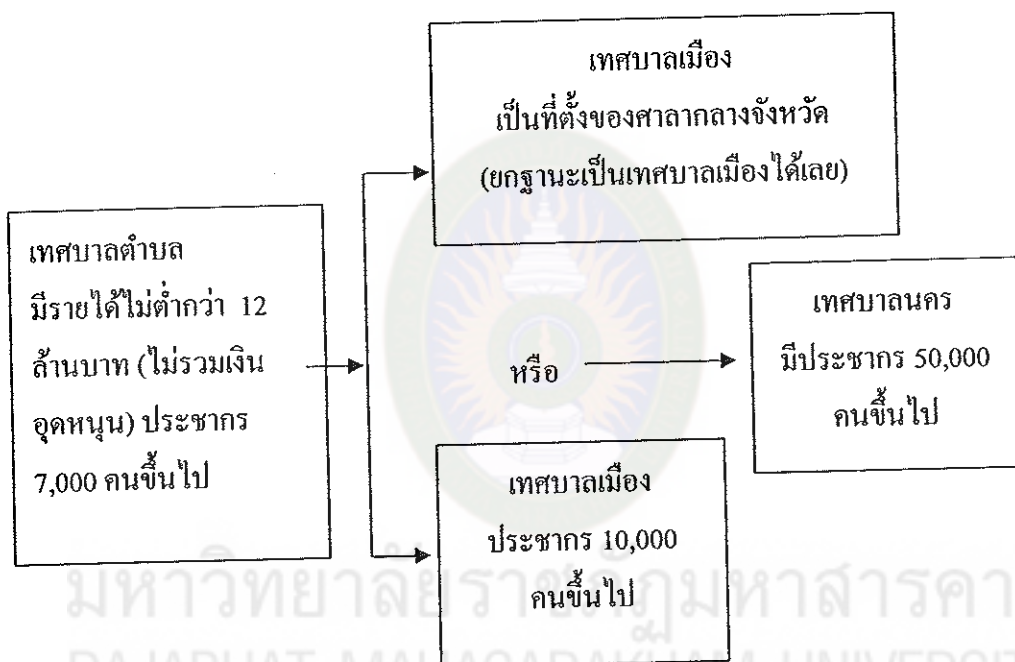 เทศบาลเมือง
เป็นที่ตั้งของศาลากลางจังหวัด
(ยกฐานะเป็นเทศบาลเมืองได้เลย)
เทศบาลตำบล
มีรายได้ไม่ต่ำกว่า 12
ล้านบาท (ไม่รวมเงิน
อุดหนุน) ประชากร
7,000 คนขึ้นไป
หรือ
เทศบาลนคร
มีประชากร 50,000
คนขึ้นไป
เทศบาลเมือง
ประชากร 10,000
คนขึ้นไป
มหาวิทยาลัยราชภัฏมหาสารคา
RAJABHAT MAHASARAKHAM UNIVERSIT